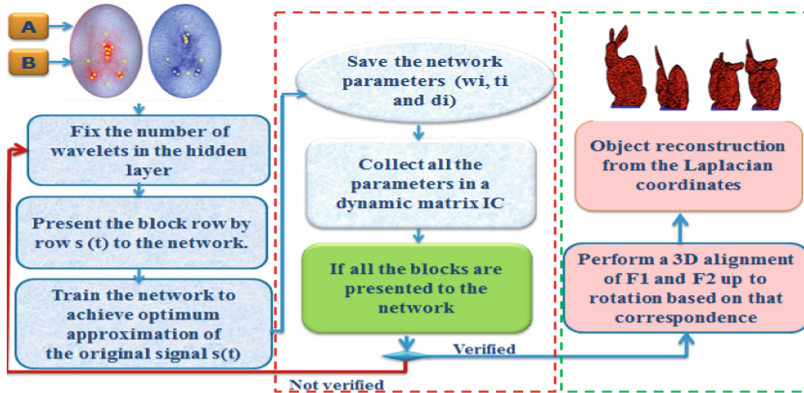 A
B
Fix the number of
wavelets in the hidden
layer
Present the block row by
row s (t) to the network.
Train the network to
achieve optimum
approximation
of the original signal s(t)
Save the network
parameters (wi, ti
and di)
Collect all the
parameters in a
dynamic matrix IC
If all the blocks are
presented to the
network
Verified
Not verified
Object reconstruction
from the Laplacian
coordinates
Perform a 3D alignment
of F1 and F2 up to
rotation based on that
correspondence